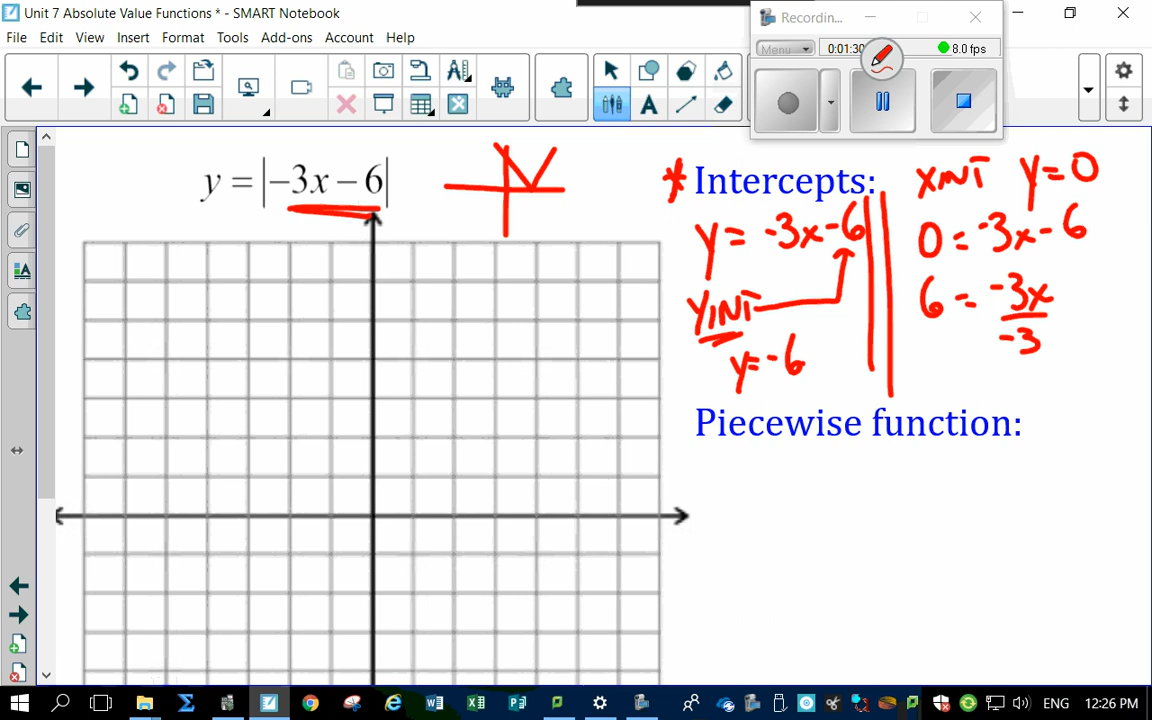 Unit 7 Absolute Value Functions * - SMART Notebook
Recordin...
File Edit View Insert Format Tools Add-ons Account Help
Menu 0:01:30 8.0 fps
y = |−3x − 6|
* Intercepts:
XINT y=0
y = -3x-6
0 = -3x - 6
YINT
6 = -3x
-3
y = -6
Piecewise function:
ENG 12:26 PM